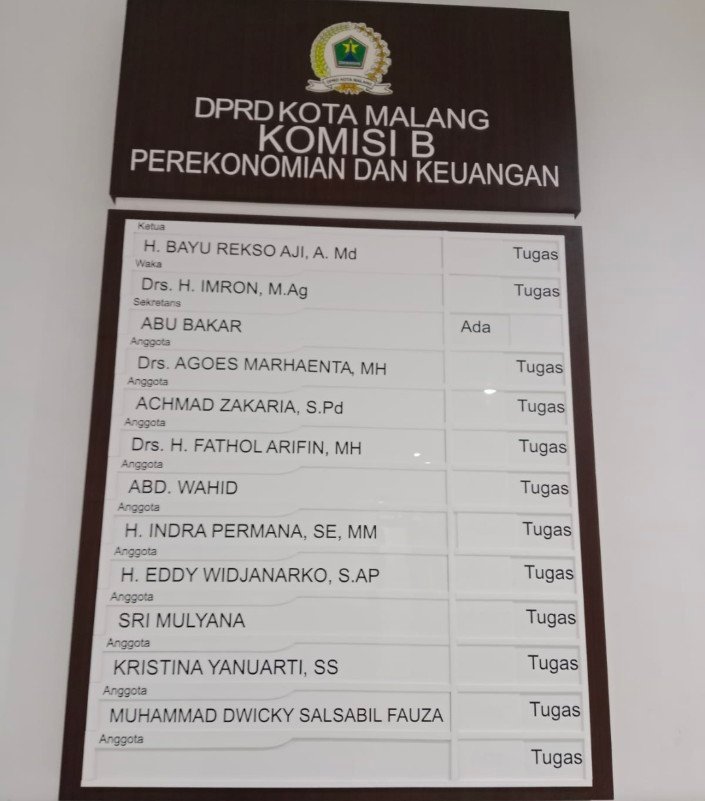 DPRD KOTA MALANG
DPRD KOTA MALANG
KOMISI B
PEREKONOMIAN DAN KEUANGAN
Ketua
H. BAYU REKSO AJI, A. Md Tugas
Waka
Drs. H. IMRON, M.Ag Tugas
Sekretaris
ABU BAKAR Ada
Anggota
Drs. AGOES MARHAENTA, MH Tugas
Anggota
ACHMAD ZAKARIA, S.Pd Tugas
Anggota
Drs. H. FATHOL ARIFIN, MH Tugas
Anggota
ABD. WAHID Tugas
Anggota
H. INDRA PERMANA, SE, MM Tugas
Anggota
H. EDDY WIDJANARKO, S.AP Tugas
Anggota
SRI MULYANA Tugas
Anggota
KRISTINA YANUARTI, SS Tugas
Anggota
MUHAMMAD DWICKY SALSABIL FAUZA Tugas
Anggota
Tugas